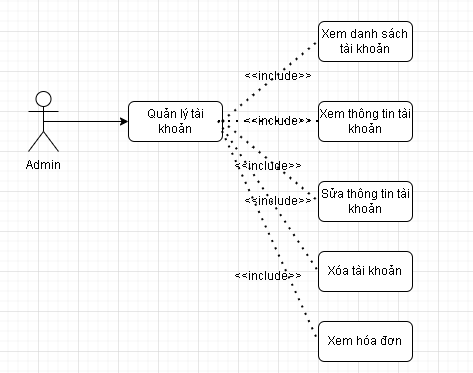 Xem danh sách
tài khoản
<<include>>
Quản lý tài
khoản
<<include>>
Xem thông tin tài
khoản
Admin
<<include>>
Sửa thông tin tài
khoản
<<include>>
Xóa tài khoản
<<include>>
Xem hóa đơn